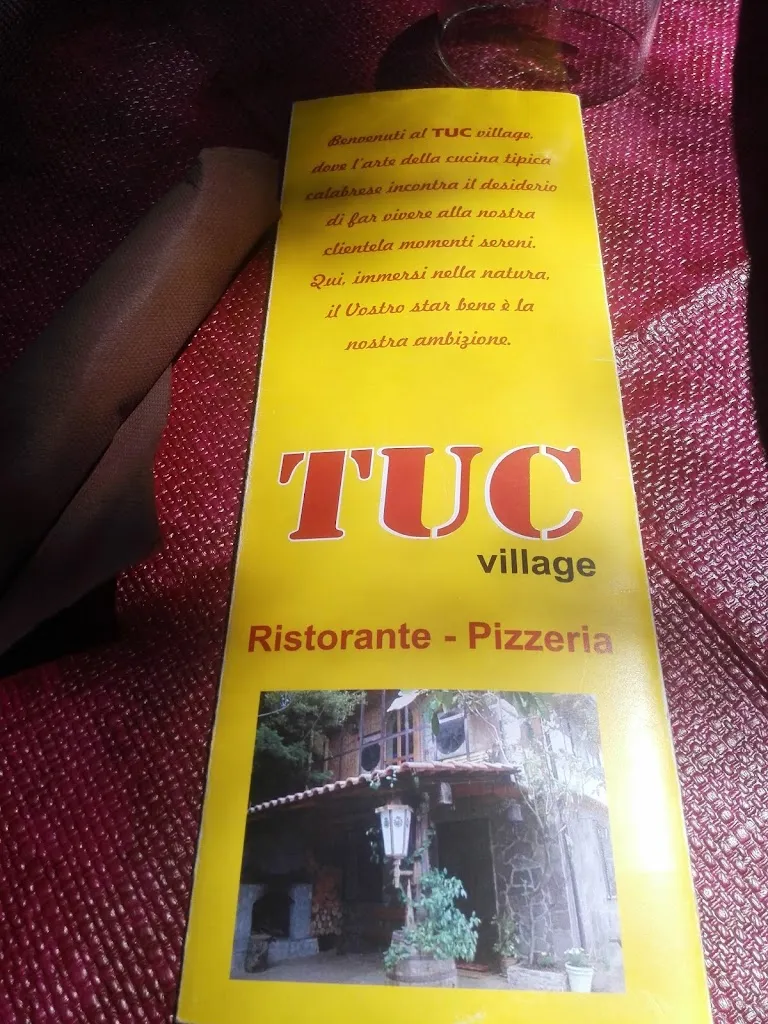 Benvenuti al TUC village.
dove l'arte della cucina tipica
calabrese incontra il desiderio
di far vivere alla nostra
clientela momenti sereni.
Qui, immersi nella natura,
il Vostro star bene è la
nostra ambizione.
TUC
village
Ristorante - Pizzeria